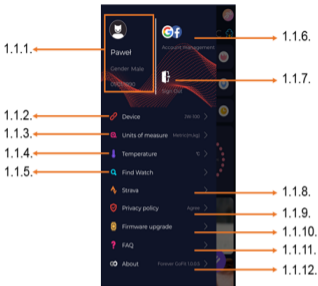 1.1.1.
Paweł
Gender Male
1.1.6.
Account management
1.1.7.
Sign Out
1.1.2.
Device
JW-100
1.1.3.
Units of measure
Metric(m,kg)
1.1.4.
Temperature
°C
1.1.5.
Find Watch
Strava
1.1.8.
Privacy policy
Agree
1.1.9.
Firmware upgrade
1.1.10.
FAQ
1.1.11.
About
1.1.12.